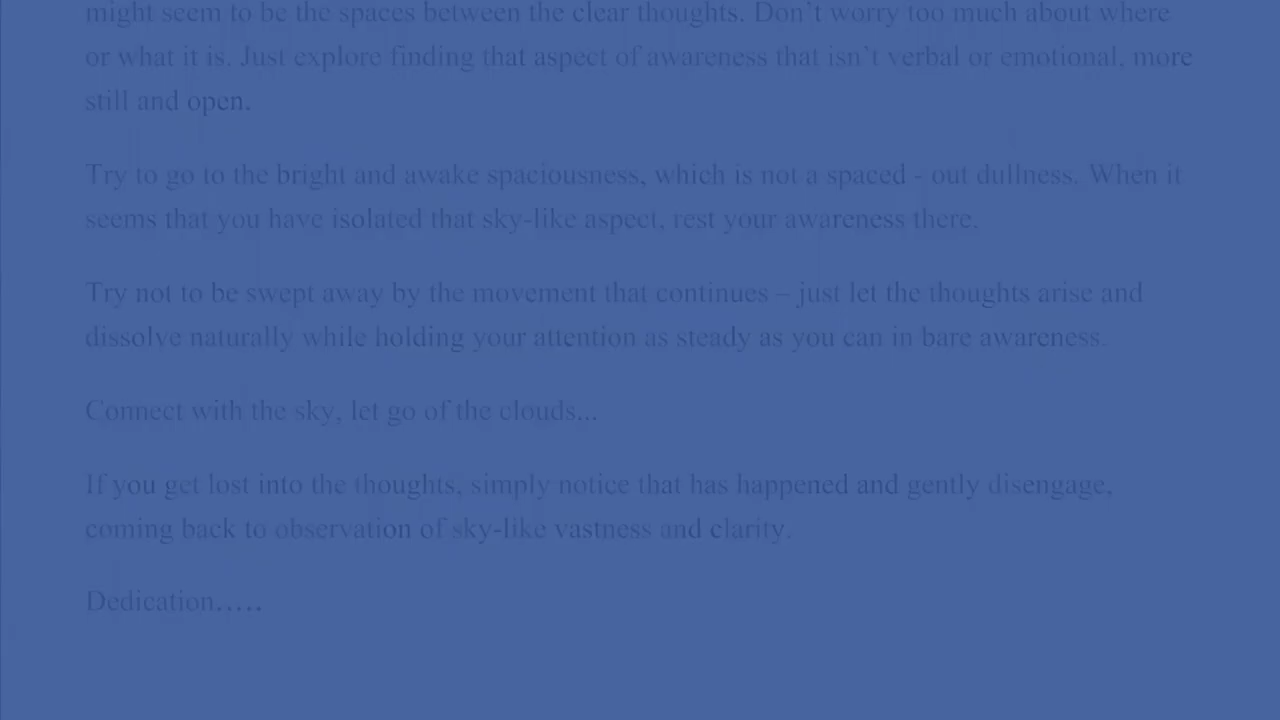 might seem to be the spaces between the clear thoughts. Don’t worry too much about where
or what it is. Just explore finding that aspect of awareness that isn’t verbal or emotional, more
still and open.
Try to go to the bright and awake spaciousness, which is not a spaced - out dullness. When it
seems that you have isolated that sky-like aspect, rest your awareness there.
Try not to be swept away by the movement that continues – just let the thoughts arise and
dissolve naturally while holding your attention as steady as you can in bare awareness.
Connect with the sky, let go of the clouds...
If you get lost into the thoughts, simply notice that has happened and gently disengage,
coming back to observation of sky-like vastness and clarity.
Dedication…..